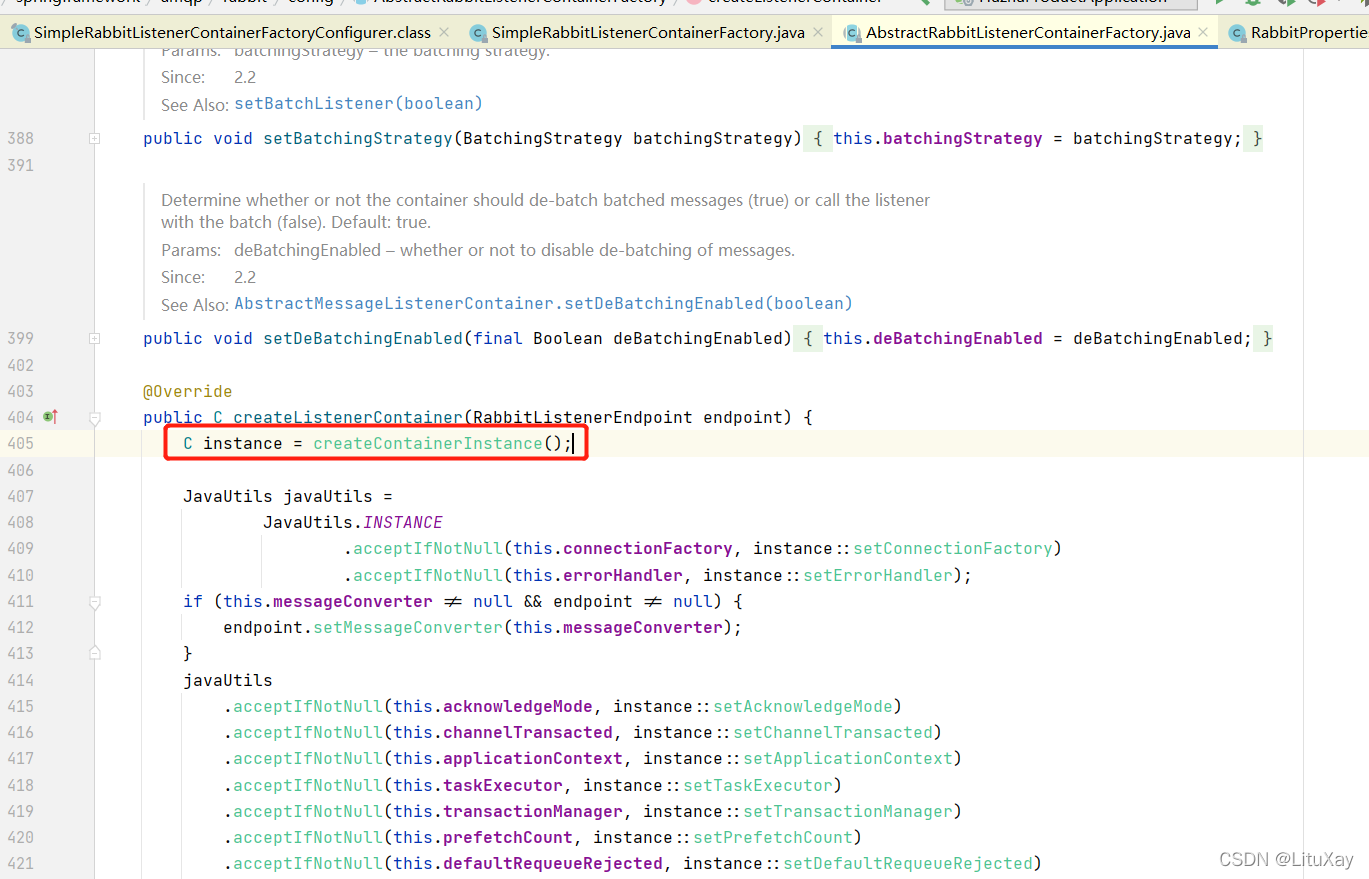 SimpleRabbitListenerContainerFactoryConfigurer.class
SimpleRabbitListenerContainerFactory.java
AbstractRabbitListenerContainerFactory.java
RabbitPropertie
Params: batchingStrategy – the batching strategy.
Since: 2.2
See Also: setBatchListener(boolean)
388 public void setBatchingStrategy(BatchingStrategy batchingStrategy) { this.batchingStrategy = batchingStrategy; }
391
Determine whether or not the container should de-batch batched messages (true) or call the listener
with the batch (false). Default: true.
Params: deBatchingEnabled – whether or not to disable de-batching of messages.
Since: 2.2
See Also: AbstractMessageListenerContainer.setDeBatchingEnabled(boolean)
399 public void setDeBatchingEnabled(final Boolean deBatchingEnabled) { this.deBatchingEnabled = deBatchingEnabled; }
402
403 @Override
404 public C createListenerContainer(RabbitListenerEndpoint endpoint) {
405 C instance = createContainerInstance();
406
407 JavaUtils javaUtils =
408 JavaUtils.INSTANCE
409 .acceptIfNotNull(this.connectionFactory, instance::setConnectionFactory)
410 .acceptIfNotNull(this.errorHandler, instance::setErrorHandler);
411 if (this.messageConverter ≠ null && endpoint ≠ null) {
412 endpoint.setMessageConverter(this.messageConverter);
413 }
414 javaUtils
415 .acceptIfNotNull(this.acknowledgeMode, instance::setAcknowledgeMode)
416 .acceptIfNotNull(this.channelTransacted, instance::setChannelTransacted)
417 .acceptIfNotNull(this.applicationContext, instance::setApplicationContext)
418 .acceptIfNotNull(this.taskExecutor, instance::setTaskExecutor)
419 .acceptIfNotNull(this.transactionManager, instance::setTransactionManager)
420 .acceptIfNotNull(this.prefetchCount, instance::setPrefetchCount)
421 .acceptIfNotNull(this.defaultRequeueRejected, instance::setDefaultRequeueRejected)
CSDN @LituXay